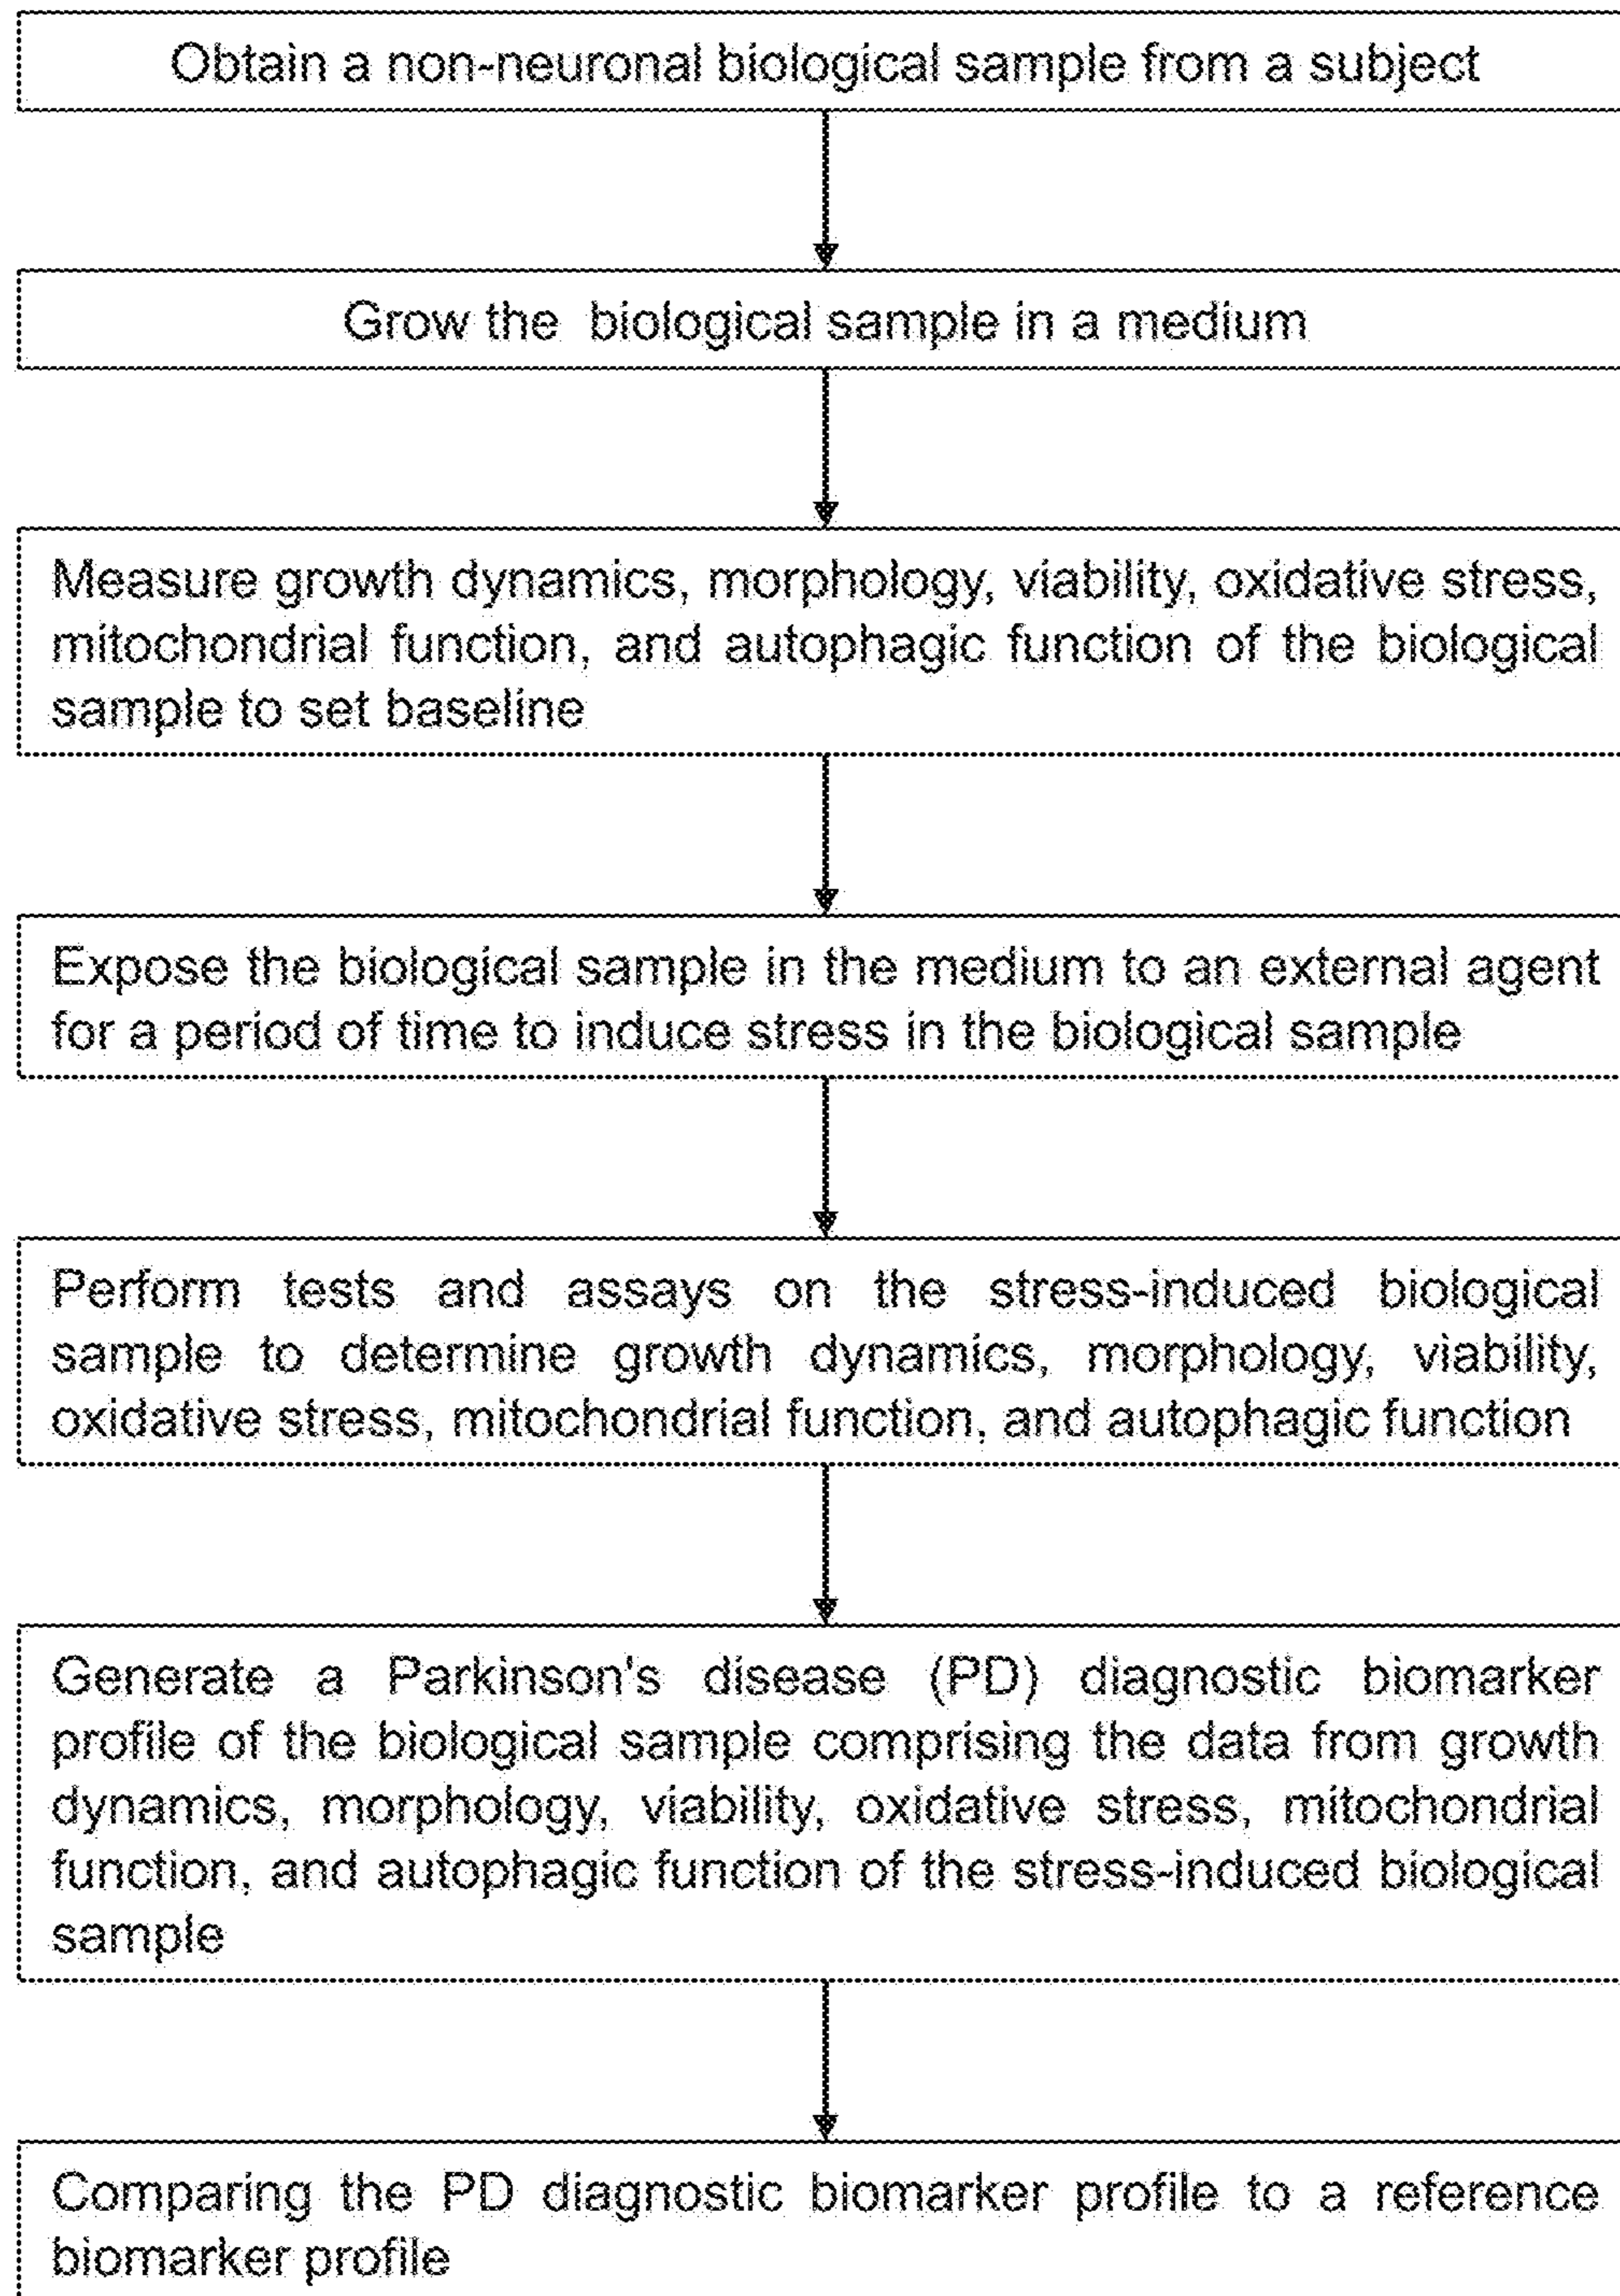 Obtain a non-neuronal biological sample from a subject
Grow the biological sample in a medium
Measure growth dynamics, morphology, viability, oxidative stress,
mitochondrial function, and autophagic function of the biological
sample to set baseline
Expose the biological sample in the medium to an external agent
for a period of time to induce stress in the biological sample
Perform tests and assays on the stress-induced biological
sample to determine growth dynamics, morphology, viability,
oxidative stress, mitochondrial function, and autophagic function
Generate a Parkinson's disease (PD) diagnostic biomarker
profile of the biological sample comprising the data from growth
dynamics, morphology, viability, oxidative stress, mitochondrial
function, and autophagic function of the stress-induced biological
sample
Comparing the PD diagnostic biomarker profile to a reference
biomarker profile